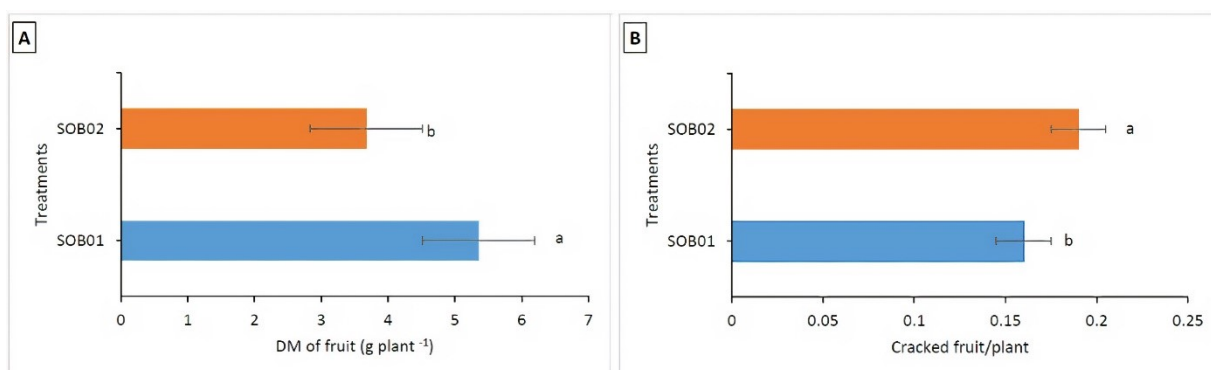 A
Treatments
SOB02
b
SOB01
a
0 1 2 3 4 5 6 7
DM of fruit (g plant ⁻¹)
B
Treatments
SOB02
a
SOB01
b
0 0.05 0.1 0.15 0.2 0.25
Cracked fruit/plant